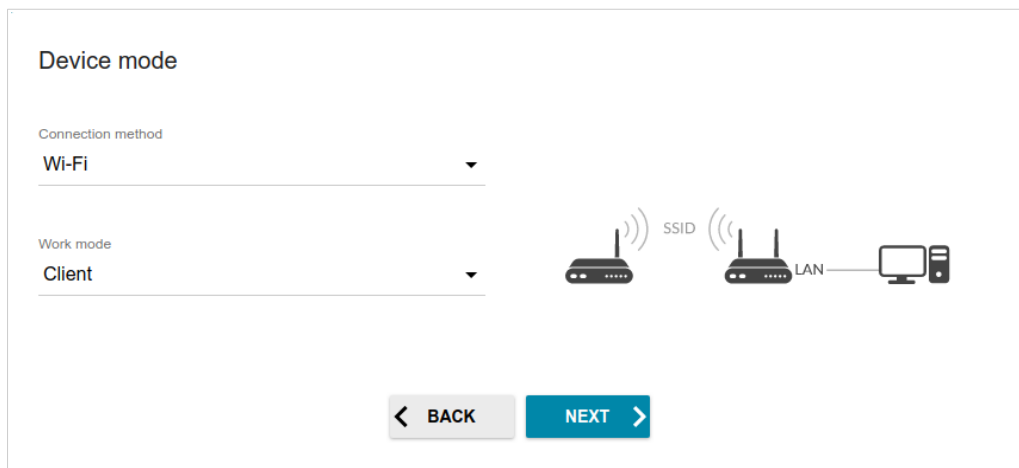 Device mode
Connection method
Wi-Fi
Work mode
Client
SSID
LAN
BACK
NEXT